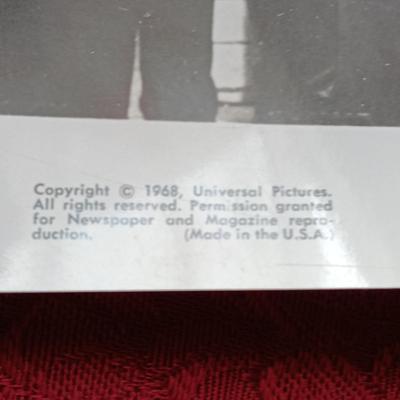 Copyright © 1968, Universal Pictures.
All rights reserved. Permission granted
for Newspaper and Magazine repro-
duction. (Made in the U.S.A.)